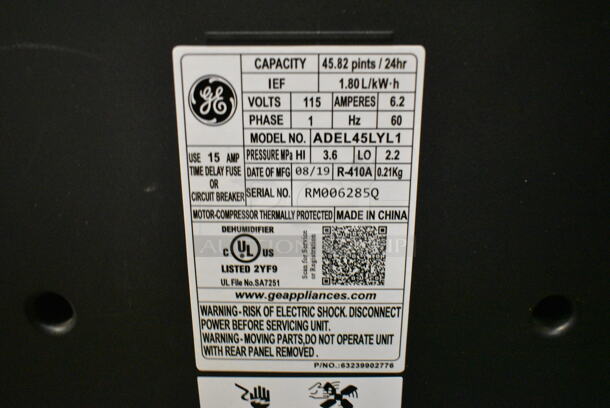 GE
CAPACITY 45.82 pints / 24hr
IEF 1.80 L/kW·h
VOLTS 115 AMPERES 6.2
PHASE 1 Hz 60
MODEL NO. ADEL45LYL1
USE 15 AMP
TIME DELAY FUSE
OR
CIRCUIT BREAKER
PRESSURE MPa HI 3.6 LO 2.2
DATE OF MFG 08/19 R-410A 0.21Kg
SERIAL NO. RM006285Q
MOTOR-COMPRESSOR THERMALLY PROTECTED MADE IN CHINA
DEHUMIDIFIER
C UL US
LISTED 2YF9
UL File No.SA7251
Scan for Service
or Registration
www.geappliances.com
WARNING- RISK OF ELECTRIC SHOCK. DISCONNECT
POWER BEFORE SERVICING UNIT.
WARNING- MOVING PARTS,DO NOT OPERATE UNIT
WITH REAR PANEL REMOVED .
P/NO.:63239902776